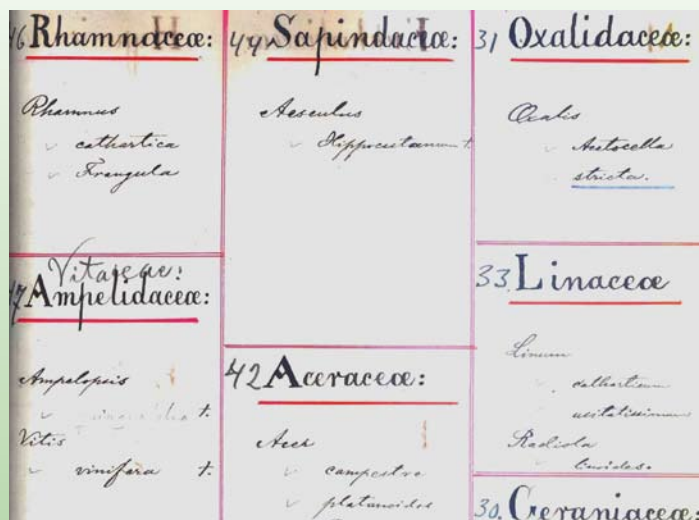 46 Rhamnaceæ:
Rhamnus
cathartica
Frangula
Vitaceae:
47 Ampelidaceæ:
Ampelopsis
t.
Vitis
vinifera t.
44 Sapindaceæ:
Aesculus
Hippocastanum t.
42 Aceraceæ:
Acer
campestre
platanoides
31 Oxalidaceæ:
Oxalis
Acetosella
stricta.
33. Linaceæ
Linum
catharticum
usitatissimum
Radiola
linoides.
30. Geraniaceæ: